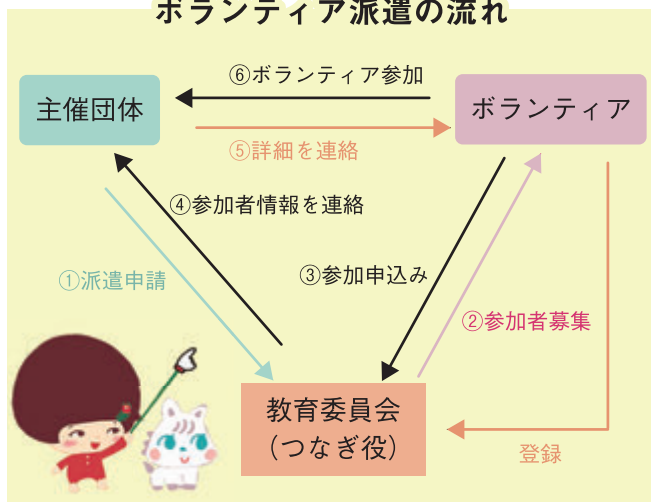 ボランティア派遣の流れ
⑥ボランティア参加
主催団体
ボランティア
⑤詳細を連絡
④参加者情報を連絡
①派遣申請
③参加申込み
②参加者募集
教育委員会
（つなぎ役）
登録